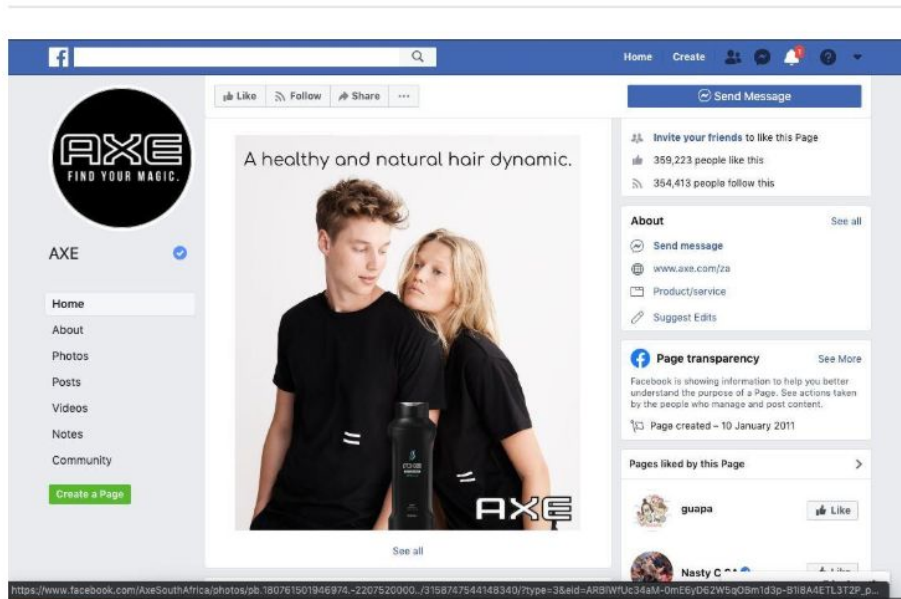 Home Create
1
Like Follow Share ...
Send Message
AXE
FIND YOUR MAGIC.
AXE
Home
About
Photos
Posts
Videos
Notes
Community
Create a Page
A healthy and natural hair dynamic.
AXE
See all
Invite your friends to like this Page
359,223 people like this
354,413 people follow this
About See all
Send message
www.axe.com/za
Product/service
Suggest Edits
Page transparency See More
Facebook is showing information to help you better
understand the purpose of a Page. See actions taken
by the people who manage and post content.
Page created – 10 January 2011
Pages liked by this Page
guapa Like
Nasty C